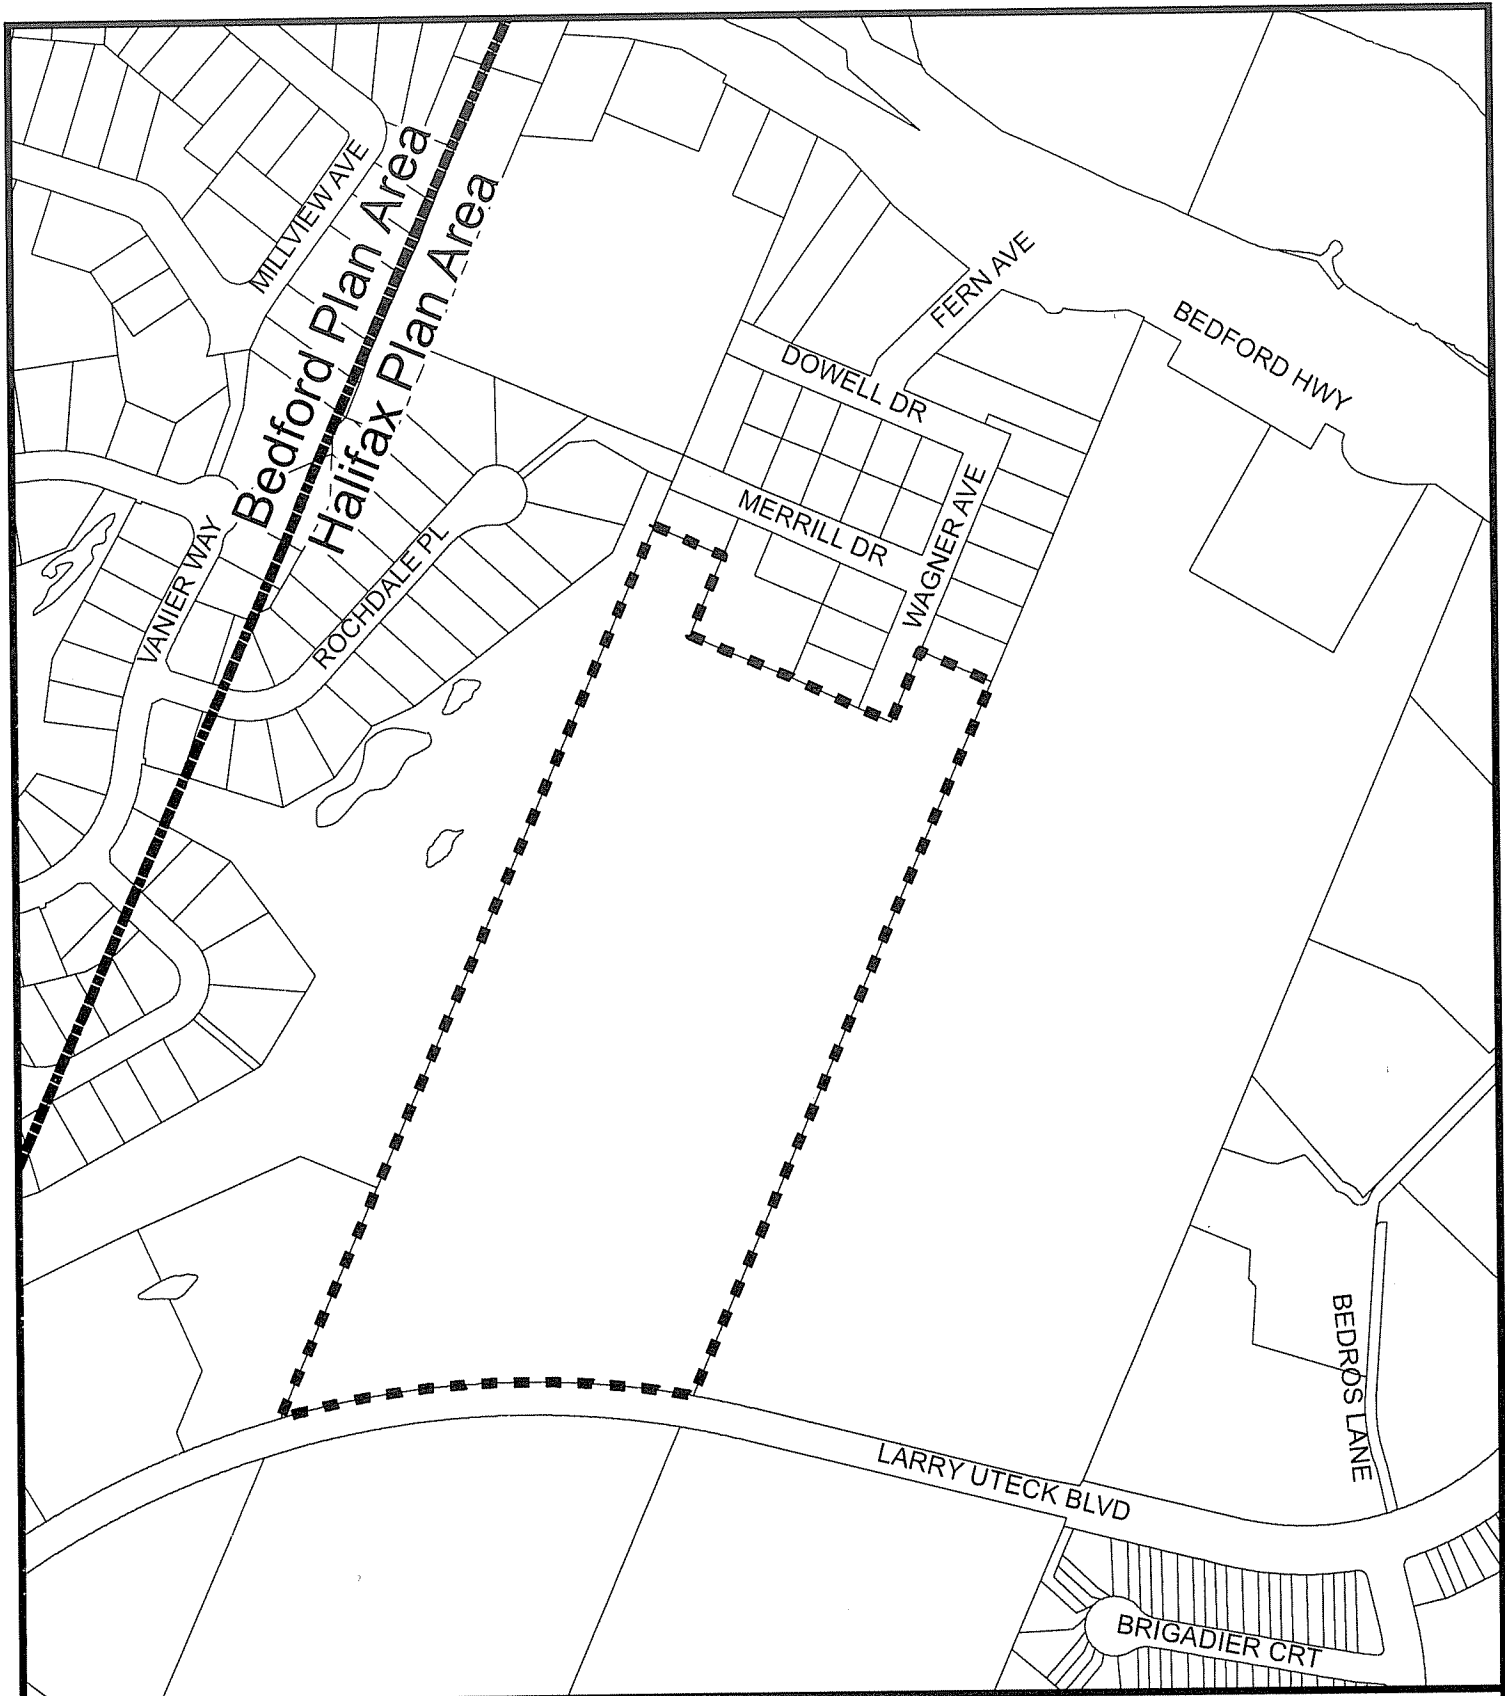 MILLVIEW AVE
Bedford Plan Area
Halifax Plan Area
FERN AVE
BEDFORD HWY
DOWELL DR
MERRILL DR
WAGNER AVE
VANIER WAY
ROCHDALE PL
BEDROS LANE
LARRY UTECK BLVD
BRIGADIER CRT